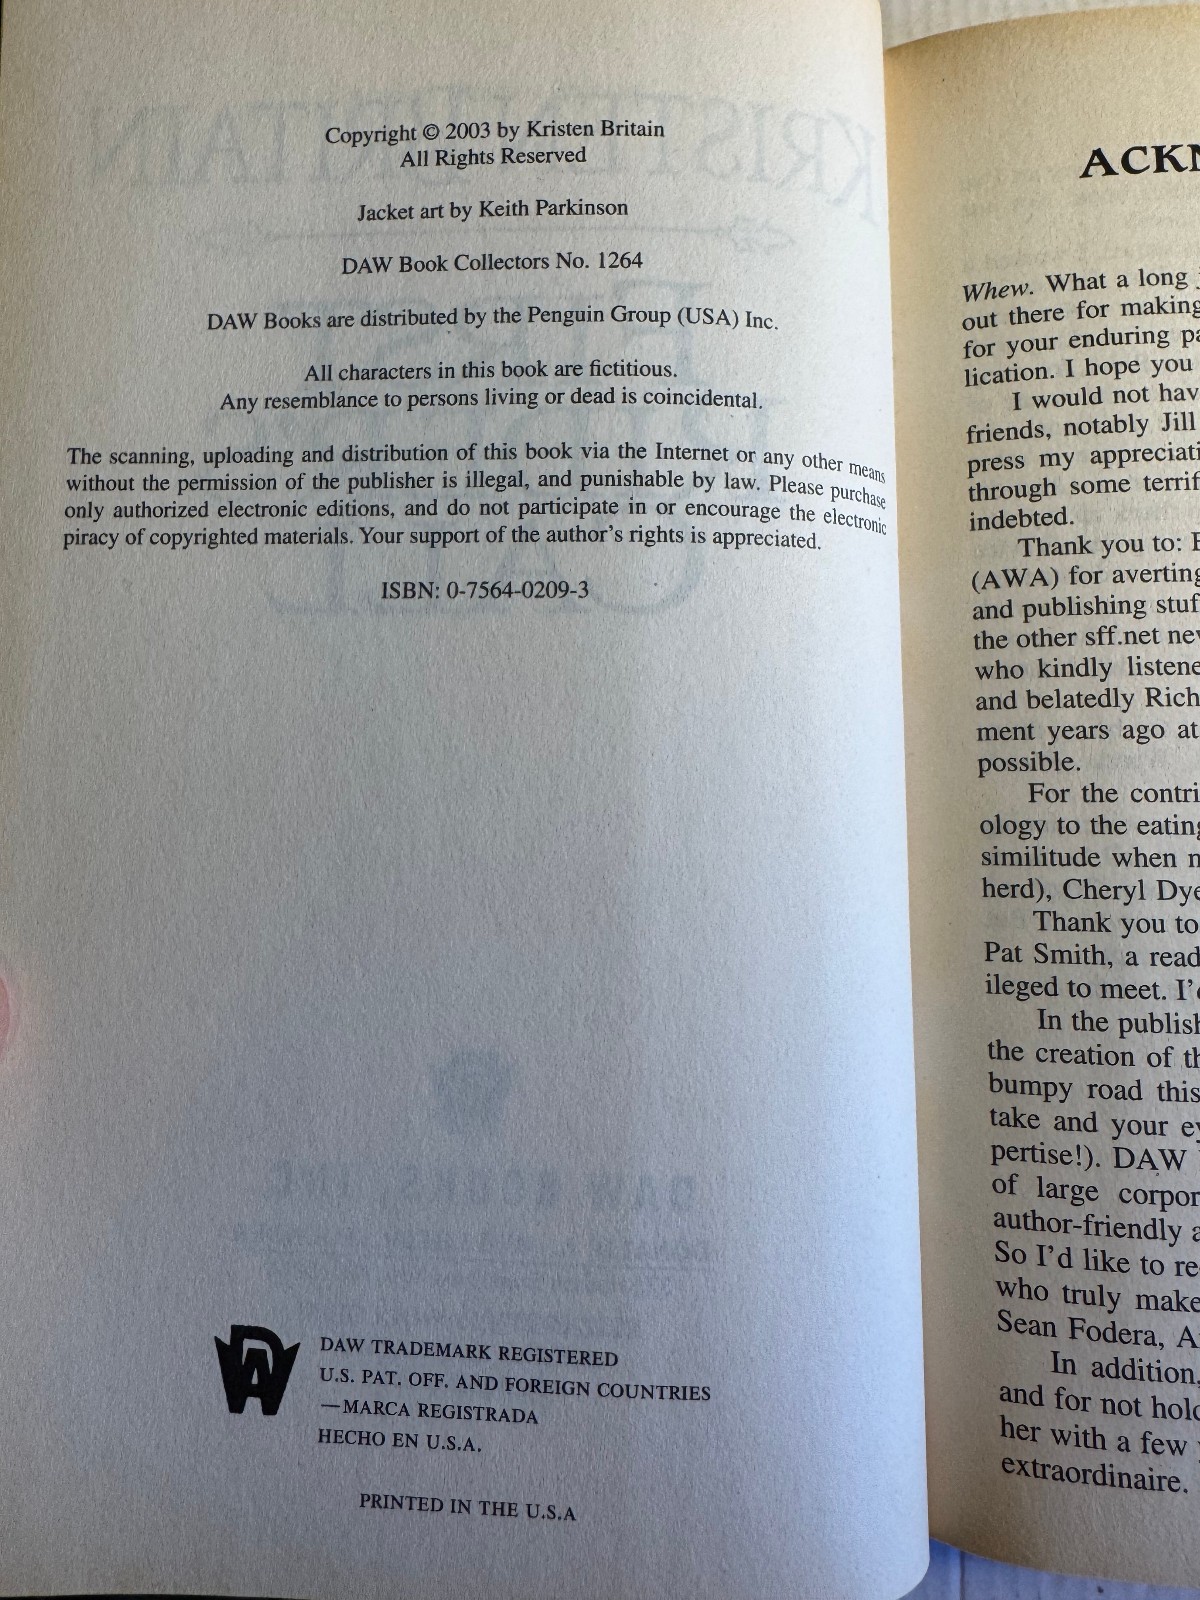 Copyright © 2003 by Kristen Britain
All Rights Reserved
Jacket art by Keith Parkinson
DAW Book Collectors No. 1264
DAW Books are distributed by the Penguin Group (USA) Inc.
All characters in this book are fictitious.
Any resemblance to persons living or dead is coincidental.
The scanning, uploading and distribution of this book via the Internet or any other means
without the permission of the publisher is illegal, and punishable by law. Please purchase
only authorized electronic editions, and do not participate in or encourage the electronic
piracy of copyrighted materials. Your support of the author's rights is appreciated.
ISBN: 0-7564-0209-3
DAW
DAW TRADEMARK REGISTERED
U.S. PAT. OFF. AND FOREIGN COUNTRIES
—MARCA REGISTRADA
HECHO EN U.S.A.
PRINTED IN THE U.S.A
ACKN
Whew. What a long
out there for making
for your enduring pa
lication. I hope you
I would not hav
friends, notably Jill
press my appreciati
through some terrif
indebted.
Thank you to:
(AWA) for averting
and publishing stuf
the other sff.net new
who kindly listene
and belatedly Rich
ment years ago at
possible.
For the contri
ology to the eating
similitude when
herd), Cheryl Dye
Thank you to
Pat Smith, a read
ileged to meet. I'd
In the publish
the creation of th
bumpy road this
take and your ey
pertise!). DAW
of large corpor
author-friendly a
So I'd like to re
who truly make
Sean Fodera, A
In addition,
and for not hold
her with a few
extraordinaire.